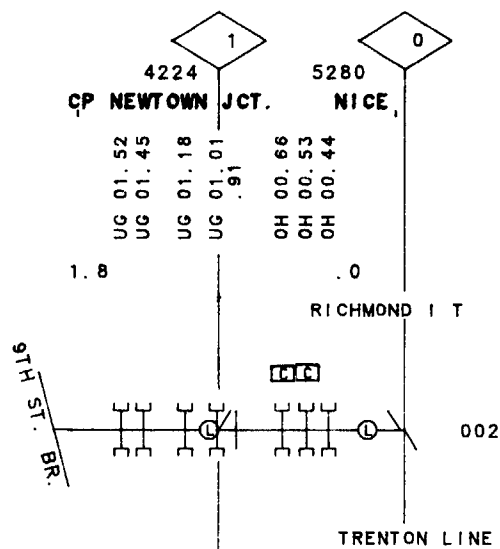 1
0
4224
5280
CP NEWTOWN JCT.
NICE
UG 01.52
UG 01.45
UG 01.18
UG 01.01
.91
OH 00.66
OH 00.53
OH 00.44
1.8
.0
RICHMOND I T
9TH ST. BR.
C C
L
L
002
TRENTON LINE